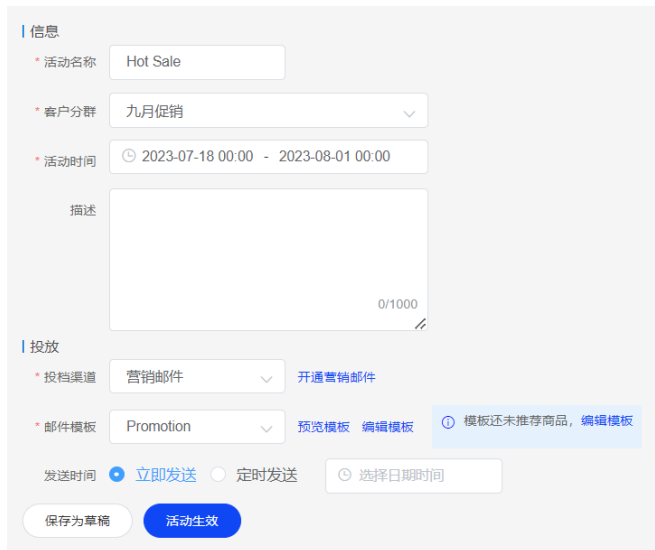 信息
* 活动名称 Hot Sale
* 客户分群 九月促销
* 活动时间 2023-07-18 00:00 - 2023-08-01 00:00
描述
0/1000
投放
* 投档渠道 营销邮件 开通营销邮件
* 邮件模板 Promotion 预览模板 编辑模板 模板还未推荐商品，编辑模板
发送时间 立即发送 定时发送 选择日期时间
保存为草稿 活动生效